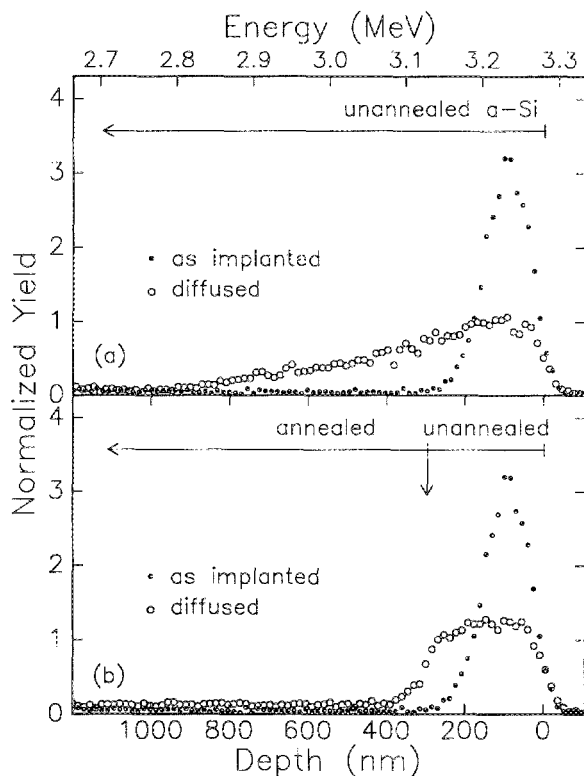 Energy (MeV)
2.7 2.8 2.9 3.0 3.1 3.2 3.3
4
unannealed a-Si
3
2
as implanted
diffused
1
(a)
0
Normalized Yield
4
annealed unannealed
3
2
as implanted
diffused
1
(b)
0
1000 800 600 400 200 0
Depth (nm)